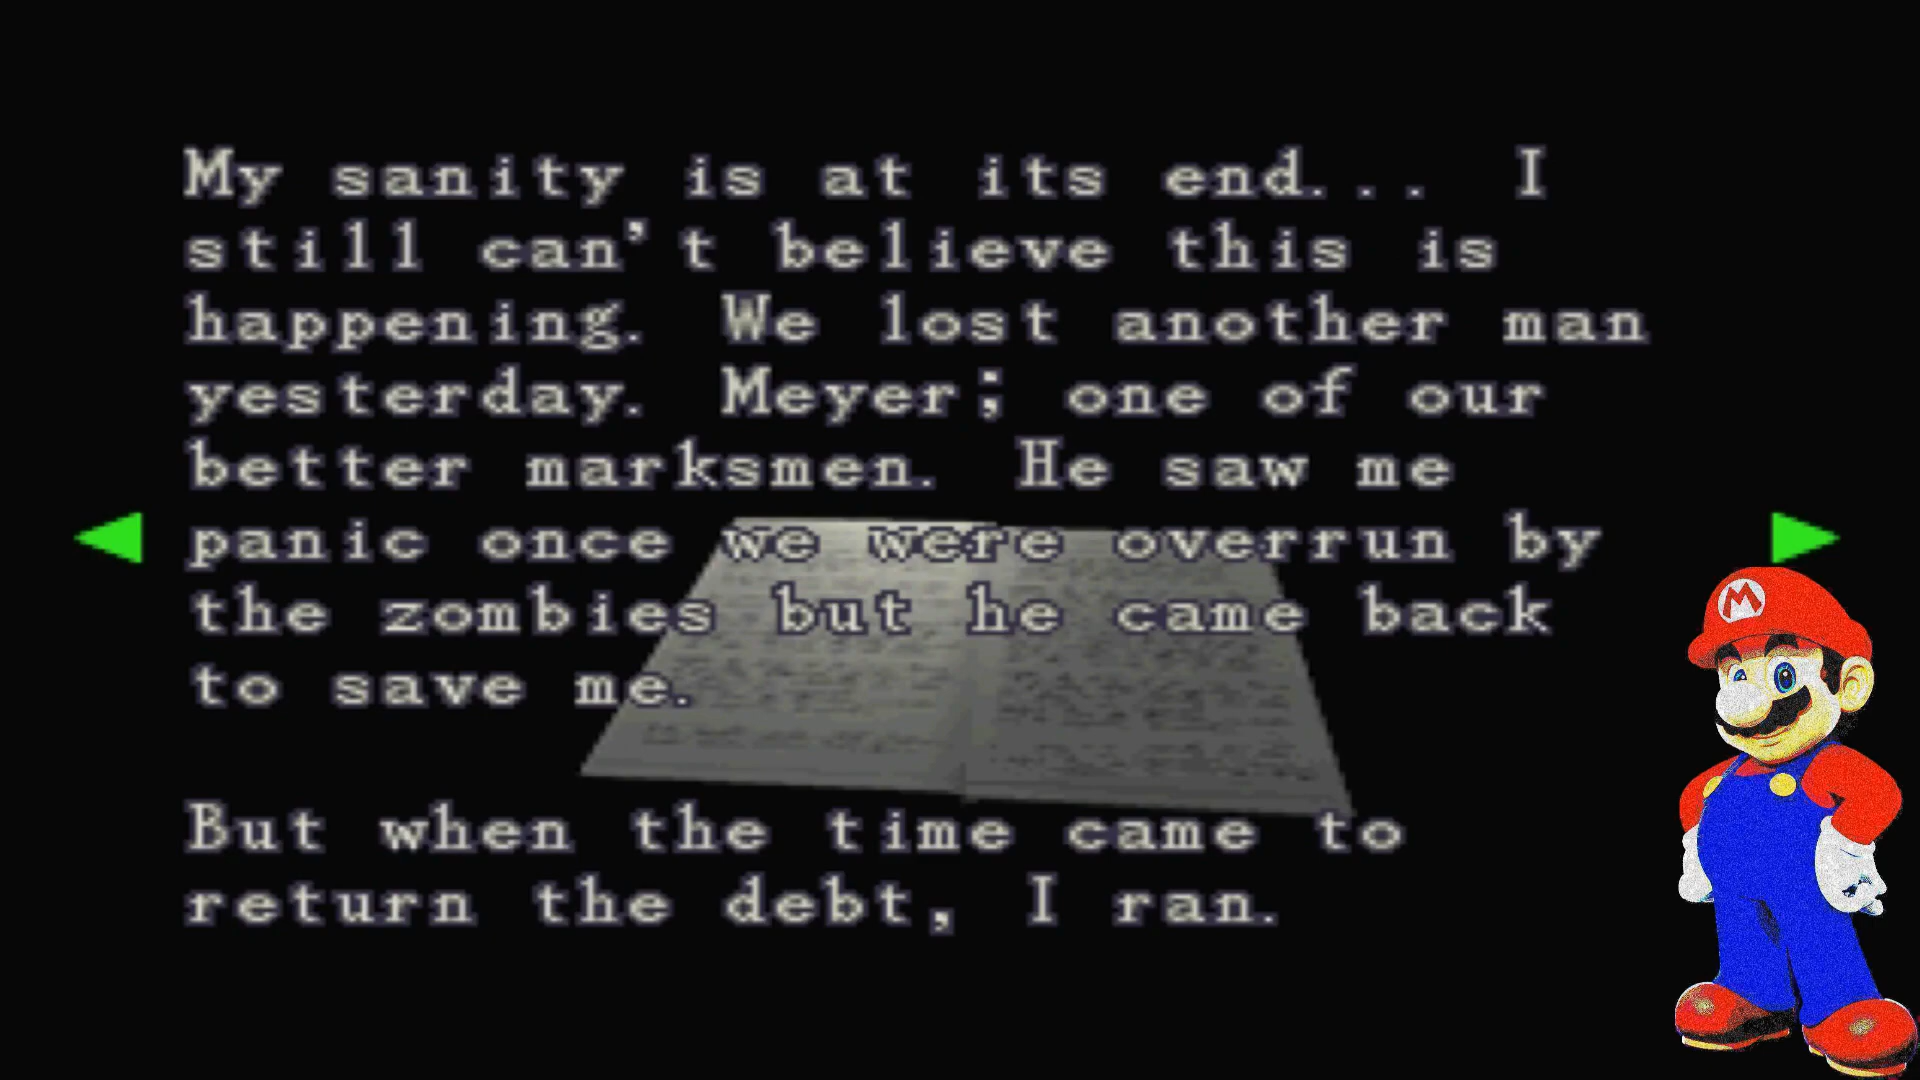 My sanity is at its end... I
still can't believe this is
happening. We lost another man
yesterday. Meyer; one of our
better marksmen. He saw me
panic once we were overrun by
the zombies but he came back
to save me.
But when the time came to
return the debt, I ran.
M